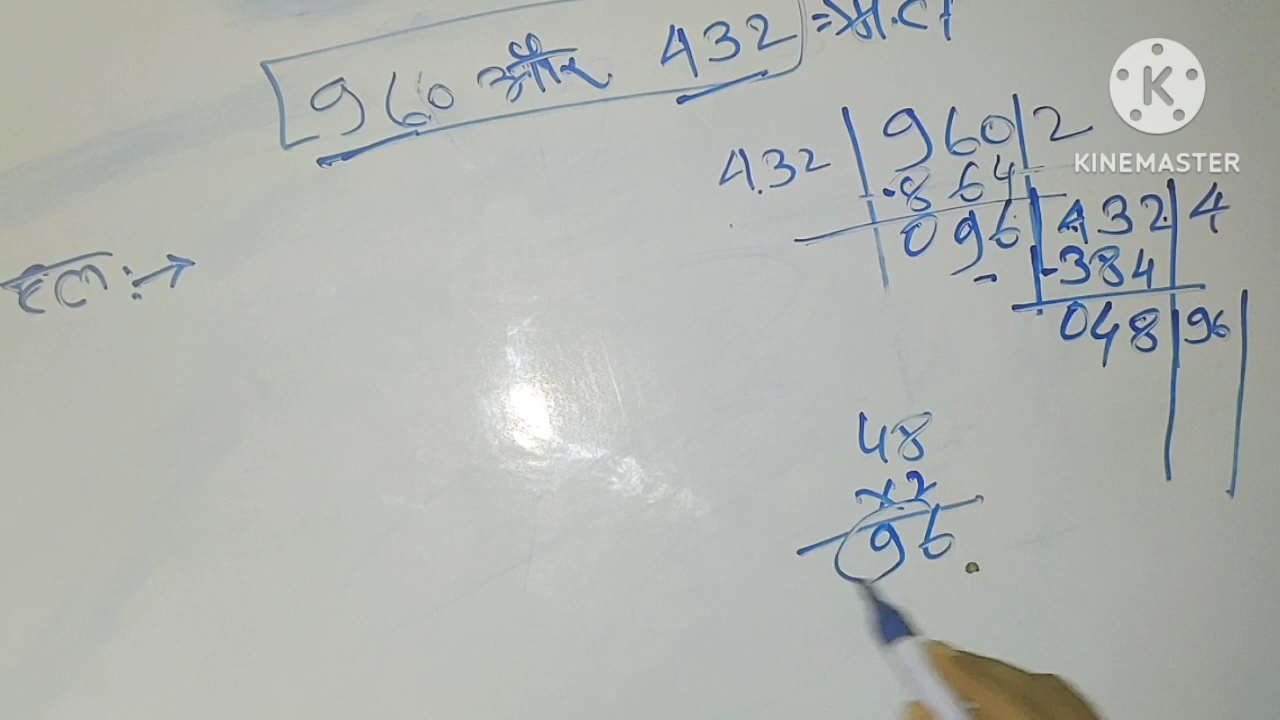 960 और 432 = म.स
432 | 960 | 2
- 864
096 | 432 | 4
- 384
048 | 96 |
हल :→
48
x 2
96
K
KINEMASTER